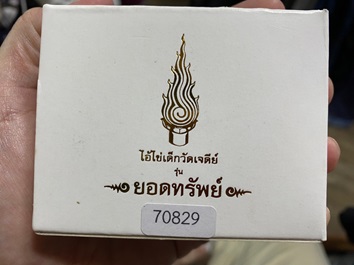 ไอ้ไข่เด็กวัดเจดีย์
รุ่น
ยอดทรัพย์
70829